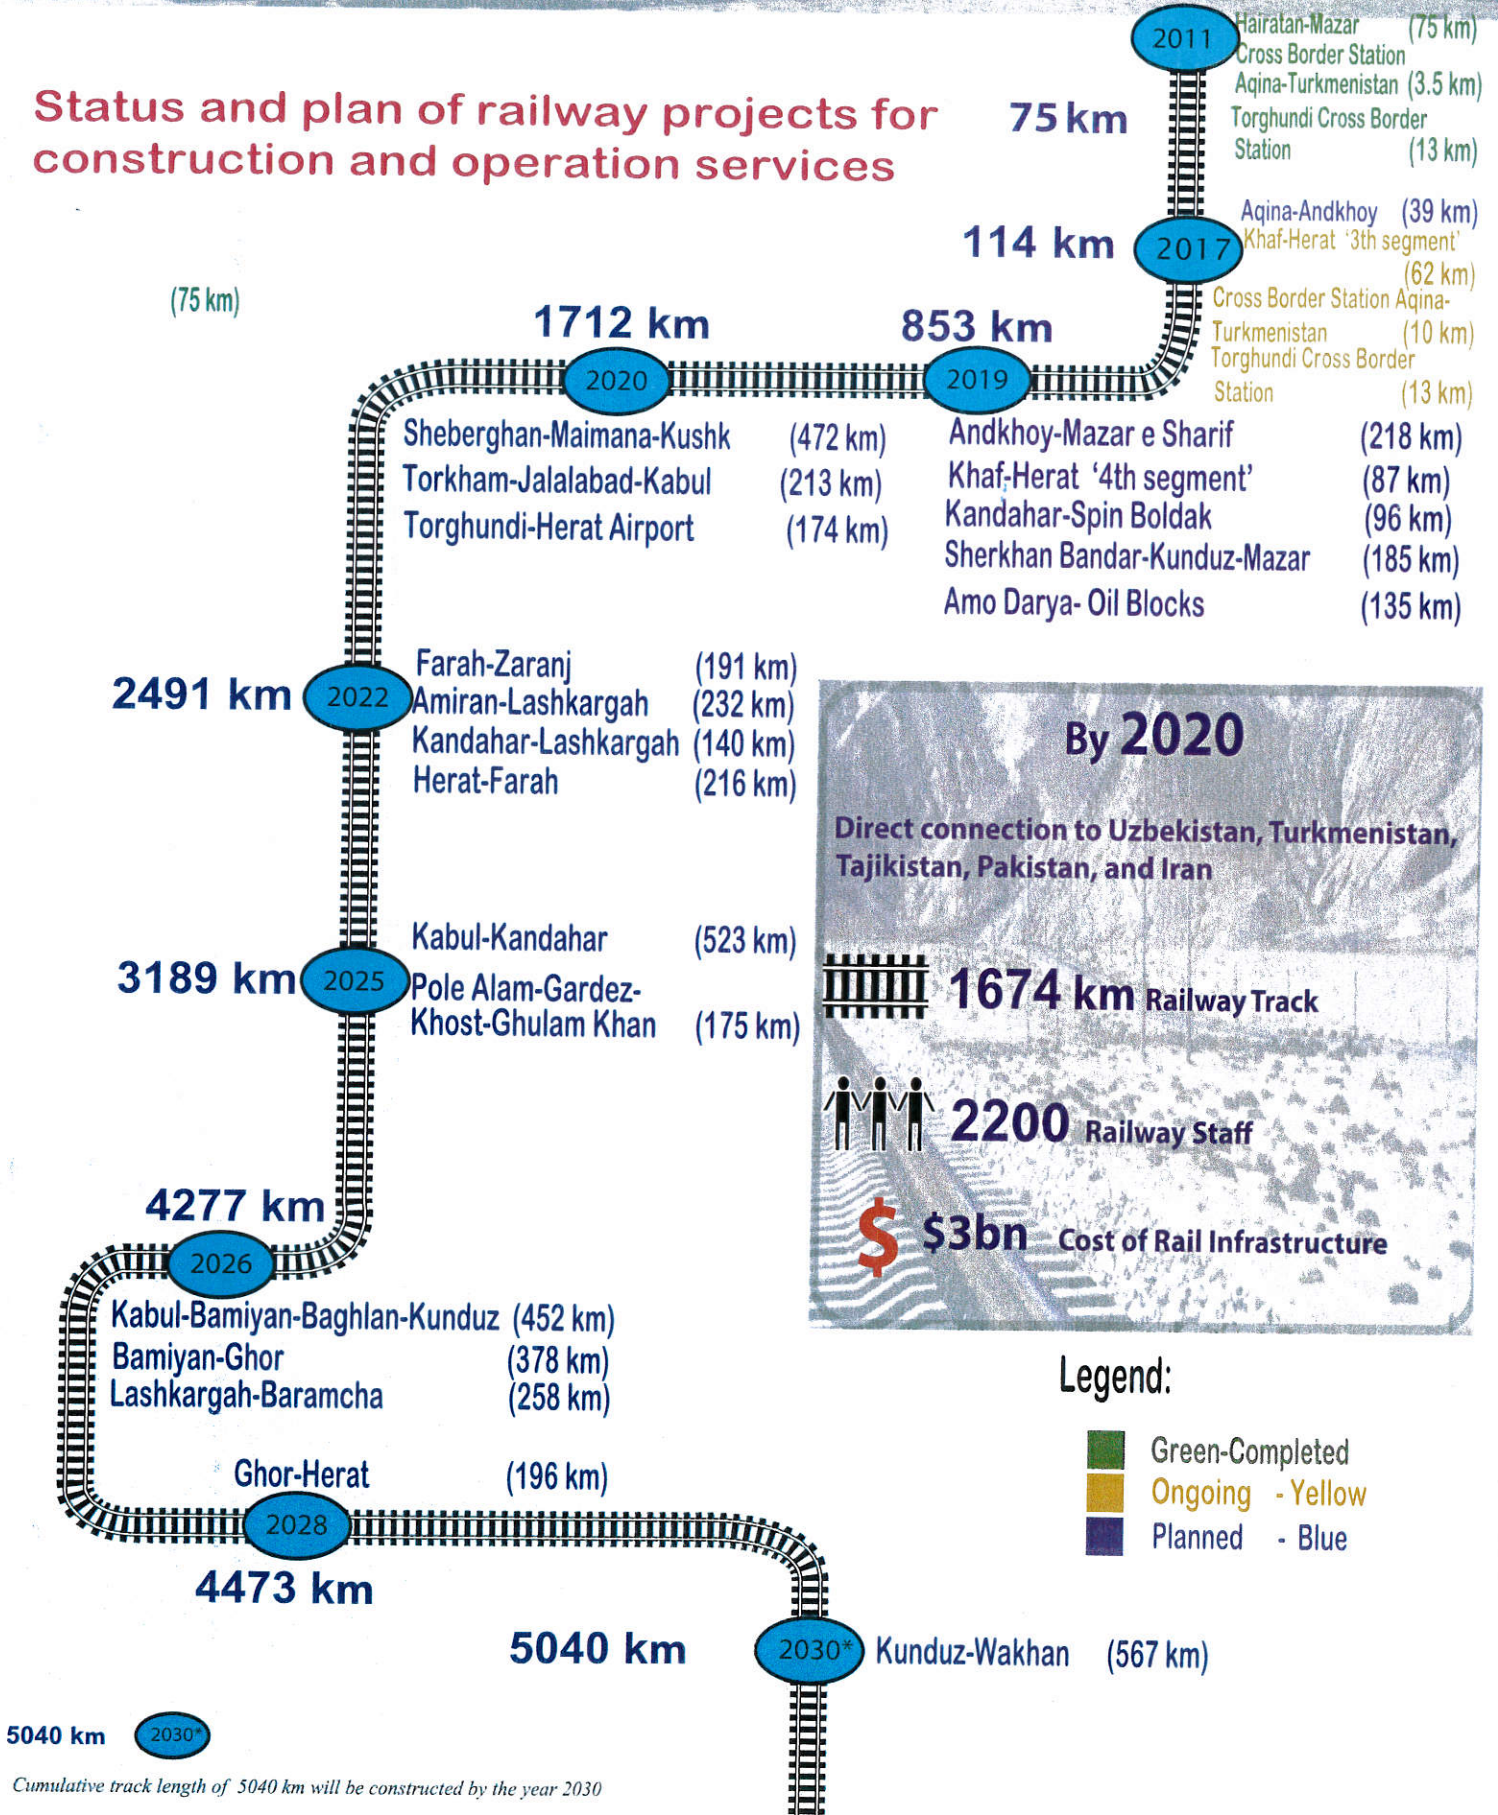 Status and plan of railway projects for
construction and operation services
2011
75 km
Hairatan-Mazar (75 km)
Cross Border Station
Aqina-Turkmenistan (3.5 km)
Torghundi Cross Border
Station (13 km)
114 km
2017
Aqina-Andkhoy (39 km)
Khaf-Herat ‘3th segment’
(62 km)
Cross Border Station Aqina-
Turkmenistan (10 km)
Torghundi Cross Border
Station (13 km)
(75 km)
853 km
2019
Andkhoy-Mazar e Sharif (218 km)
Khaf-Herat ‘4th segment’ (87 km)
Kandahar-Spin Boldak (96 km)
Sherkhan Bandar-Kunduz-Mazar (185 km)
Amo Darya- Oil Blocks (135 km)
1712 km
2020
Sheberghan-Maimana-Kushk (472 km)
Torkham-Jalalabad-Kabul (213 km)
Torghundi-Herat Airport (174 km)
2491 km
2022
Farah-Zaranj (191 km)
Amiran-Lashkargah (232 km)
Kandahar-Lashkargah (140 km)
Herat-Farah (216 km)
3189 km
2025
Kabul-Kandahar (523 km)
Pole Alam-Gardez-
Khost-Ghulam Khan (175 km)
4277 km
2026
Kabul-Bamiyan-Baghlan-Kunduz (452 km)
Bamiyan-Ghor (378 km)
Lashkargah-Baramcha (258 km)
Ghor-Herat (196 km)
2028
4473 km
5040 km
2030*
Kunduz-Wakhan (567 km)
By 2020
Direct connection to Uzbekistan, Turkmenistan,
Tajikistan, Pakistan, and Iran
1674 km Railway Track
2200 Railway Staff
$ $3bn Cost of Rail Infrastructure
Legend:
Green-Completed
Ongoing - Yellow
Planned - Blue
5040 km 2030*
Cumulative track length of 5040 km will be constructed by the year 2030